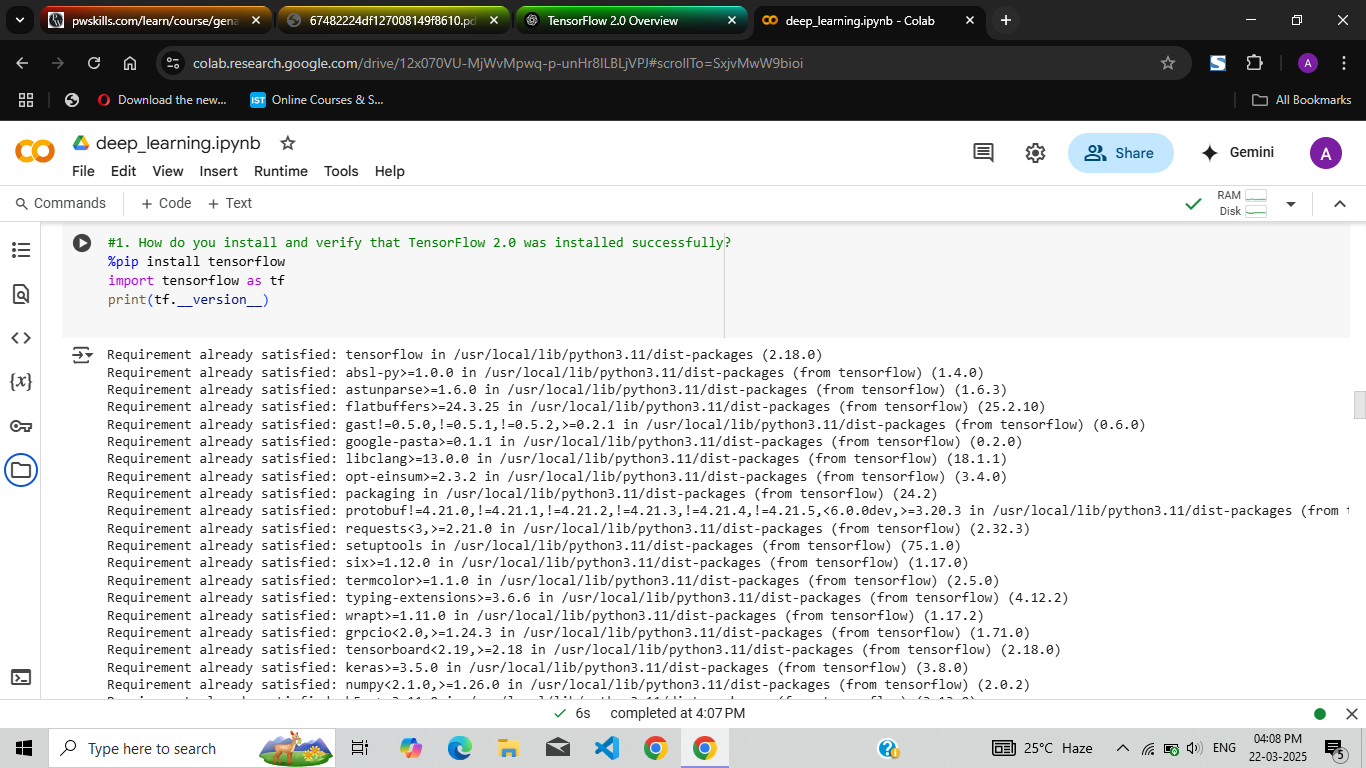 pwskills.com/learn/course/gena
67482224df127008149f8610.pd
TensorFlow 2.0 Overview
deep_learning.ipynb - Colab
colab.research.google.com/drive/12x070VU-MjWvMpwq-p-unHr8ILBLjVPJ#scrollTo=SxjvMwW9bioi
S
A
Download the new...
IST
Online Courses & S...
All Bookmarks
deep_learning.ipynb
Share
Gemini
A
File Edit View Insert Runtime Tools Help
Commands + Code + Text
RAM
Disk
#1. How do you install and verify that TensorFlow 2.0 was installed successfully?
%pip install tensorflow
import tensorflow as tf
print(tf.__version__)
Requirement already satisfied: tensorflow in /usr/local/lib/python3.11/dist-packages (2.18.0)
Requirement already satisfied: absl-py>=1.0.0 in /usr/local/lib/python3.11/dist-packages (from tensorflow) (1.4.0)
Requirement already satisfied: astunparse>=1.6.0 in /usr/local/lib/python3.11/dist-packages (from tensorflow) (1.6.3)
Requirement already satisfied: flatbuffers>=24.3.25 in /usr/local/lib/python3.11/dist-packages (from tensorflow) (25.2.10)
Requirement already satisfied: gast!=0.5.0,!=0.5.1,!=0.5.2,>=0.2.1 in /usr/local/lib/python3.11/dist-packages (from tensorflow) (0.6.0)
Requirement already satisfied: google-pasta>=0.1.1 in /usr/local/lib/python3.11/dist-packages (from tensorflow) (0.2.0)
Requirement already satisfied: libclang>=13.0.0 in /usr/local/lib/python3.11/dist-packages (from tensorflow) (18.1.1)
Requirement already satisfied: opt-einsum>=2.3.2 in /usr/local/lib/python3.11/dist-packages (from tensorflow) (3.4.0)
Requirement already satisfied: packaging in /usr/local/lib/python3.11/dist-packages (from tensorflow) (24.2)
Requirement already satisfied: protobuf!=4.21.0,!=4.21.1,!=4.21.2,!=4.21.3,!=4.21.4,!=4.21.5,<6.0.0dev,>=3.20.3 in /usr/local/lib/python3.11/dist-packages (from t
Requirement already satisfied: requests<3,>=2.21.0 in /usr/local/lib/python3.11/dist-packages (from tensorflow) (2.32.3)
Requirement already satisfied: setuptools in /usr/local/lib/python3.11/dist-packages (from tensorflow) (75.1.0)
Requirement already satisfied: six>=1.12.0 in /usr/local/lib/python3.11/dist-packages (from tensorflow) (1.17.0)
Requirement already satisfied: termcolor>=1.1.0 in /usr/local/lib/python3.11/dist-packages (from tensorflow) (2.5.0)
Requirement already satisfied: typing-extensions>=3.6.6 in /usr/local/lib/python3.11/dist-packages (from tensorflow) (4.12.2)
Requirement already satisfied: wrapt>=1.11.0 in /usr/local/lib/python3.11/dist-packages (from tensorflow) (1.17.2)
Requirement already satisfied: grpcio<2.0,>=1.24.3 in /usr/local/lib/python3.11/dist-packages (from tensorflow) (1.71.0)
Requirement already satisfied: tensorboard<2.19,>=2.18 in /usr/local/lib/python3.11/dist-packages (from tensorflow) (2.18.0)
Requirement already satisfied: keras>=3.5.0 in /usr/local/lib/python3.11/dist-packages (from tensorflow) (3.8.0)
Requirement already satisfied: numpy<2.1.0,>=1.26.0 in /usr/local/lib/python3.11/dist-packages (from tensorflow) (2.0.2)
6s completed at 4:07 PM
Type here to search
25°C Haze
ENG
04:08 PM
22-03-2025
5